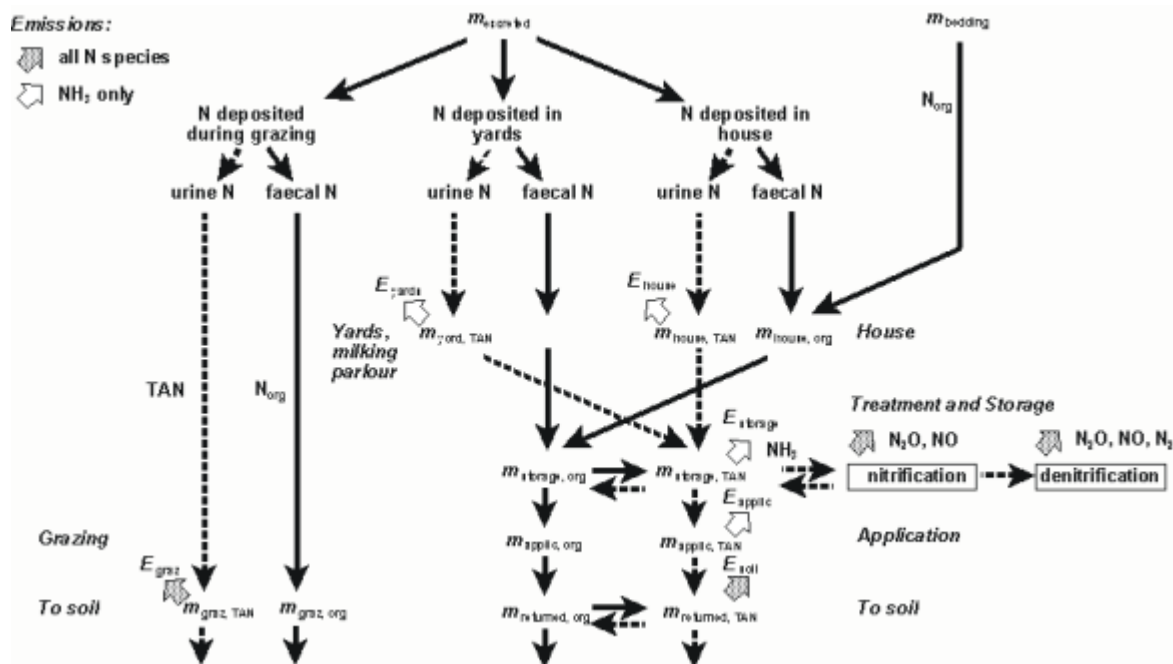 Emissions:
all N species
NH₃ only
m excreted
m bedding
N deposited
during grazing
N deposited in
yards
N deposited in
house
N org
urine N
faecal N
urine N
faecal N
urine N
faecal N
E yards
E house
m yard, TAN
m house, TAN
m house, org
House
Yards,
milking
parlour
TAN
N org
Treatment and Storage
E storage
NH₃
N₂O, NO
N₂O, NO, N₂
m storage, org
m storage, TAN
nitrification
denitrification
E applic
Grazing
m applic, org
m applic, TAN
Application
E graz
E soil
To soil
m graz, TAN
m graz, org
m returned, org
m returned, TAN
To soil